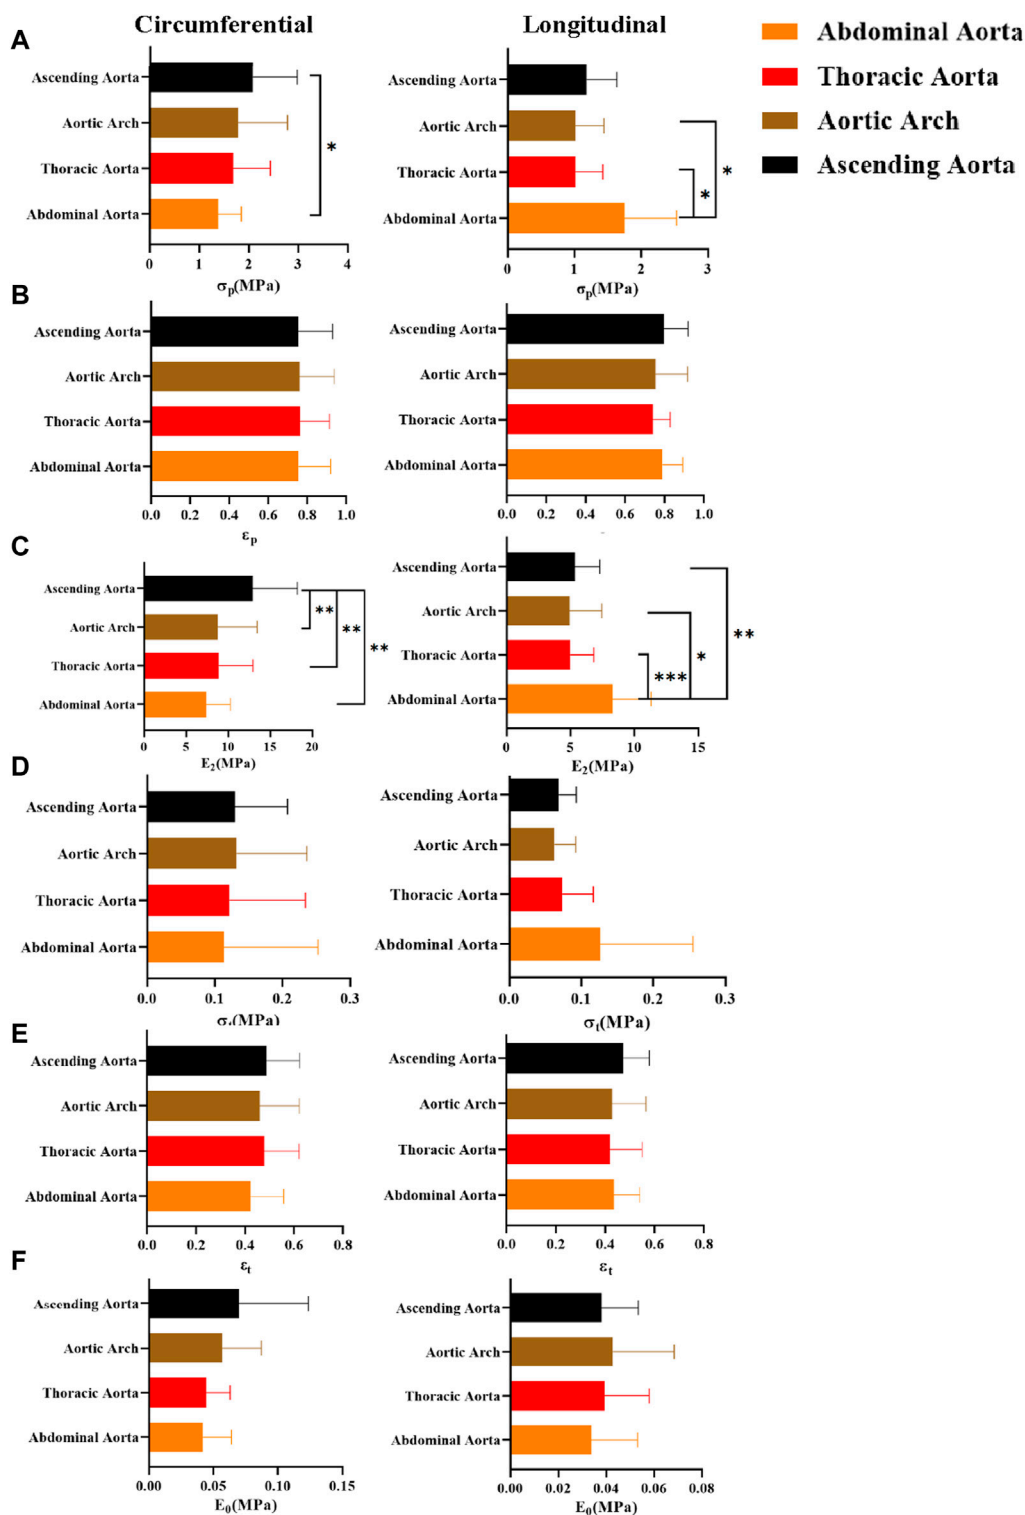 Circumferential
Longitudinal
Abdominal Aorta
Thoracic Aorta
Aortic Arch
Ascending Aorta
A
Ascending Aorta
Aortic Arch
Thoracic Aorta
Abdominal Aorta
*
0 1 2 3 4
σp(MPa)
Ascending Aorta
Aortic Arch
Thoracic Aorta
Abdominal Aorta
*
*
0 1 2 3
σp(MPa)
B
Ascending Aorta
Aortic Arch
Thoracic Aorta
Abdominal Aorta
0.0 0.2 0.4 0.6 0.8 1.0
εp
Ascending Aorta
Aortic Arch
Thoracic Aorta
Abdominal Aorta
0.0 0.2 0.4 0.6 0.8 1.0
C
Ascending Aorta
Aortic Arch
Thoracic Aorta
Abdominal Aorta
**
**
**
0 5 10 15 20
E2(MPa)
Ascending Aorta
Aortic Arch
Thoracic Aorta
Abdominal Aorta
**
*
***
0 5 10 15
E2(MPa)
D
Ascending Aorta
Aortic Arch
Thoracic Aorta
Abdominal Aorta
0.0 0.1 0.2 0.3
σt(MPa)
Ascending Aorta
Aortic Arch
Thoracic Aorta
Abdominal Aorta
0.0 0.1 0.2 0.3
σt(MPa)
E
Ascending Aorta
Aortic Arch
Thoracic Aorta
Abdominal Aorta
0.0 0.2 0.4 0.6 0.8
εt
Ascending Aorta
Aortic Arch
Thoracic Aorta
Abdominal Aorta
0.0 0.2 0.4 0.6 0.8
εt
F
Ascending Aorta
Aortic Arch
Thoracic Aorta
Abdominal Aorta
0.00 0.05 0.10 0.15
E0(MPa)
Ascending Aorta
Aortic Arch
Thoracic Aorta
Abdominal Aorta
0.00 0.02 0.04 0.06 0.08
E0(MPa)